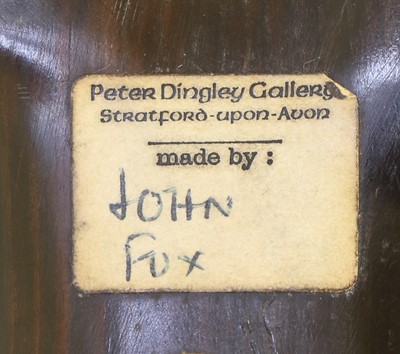 Peter Dingley Gallery
Stratford-upon-Avon
made by :
JOHN
FOX